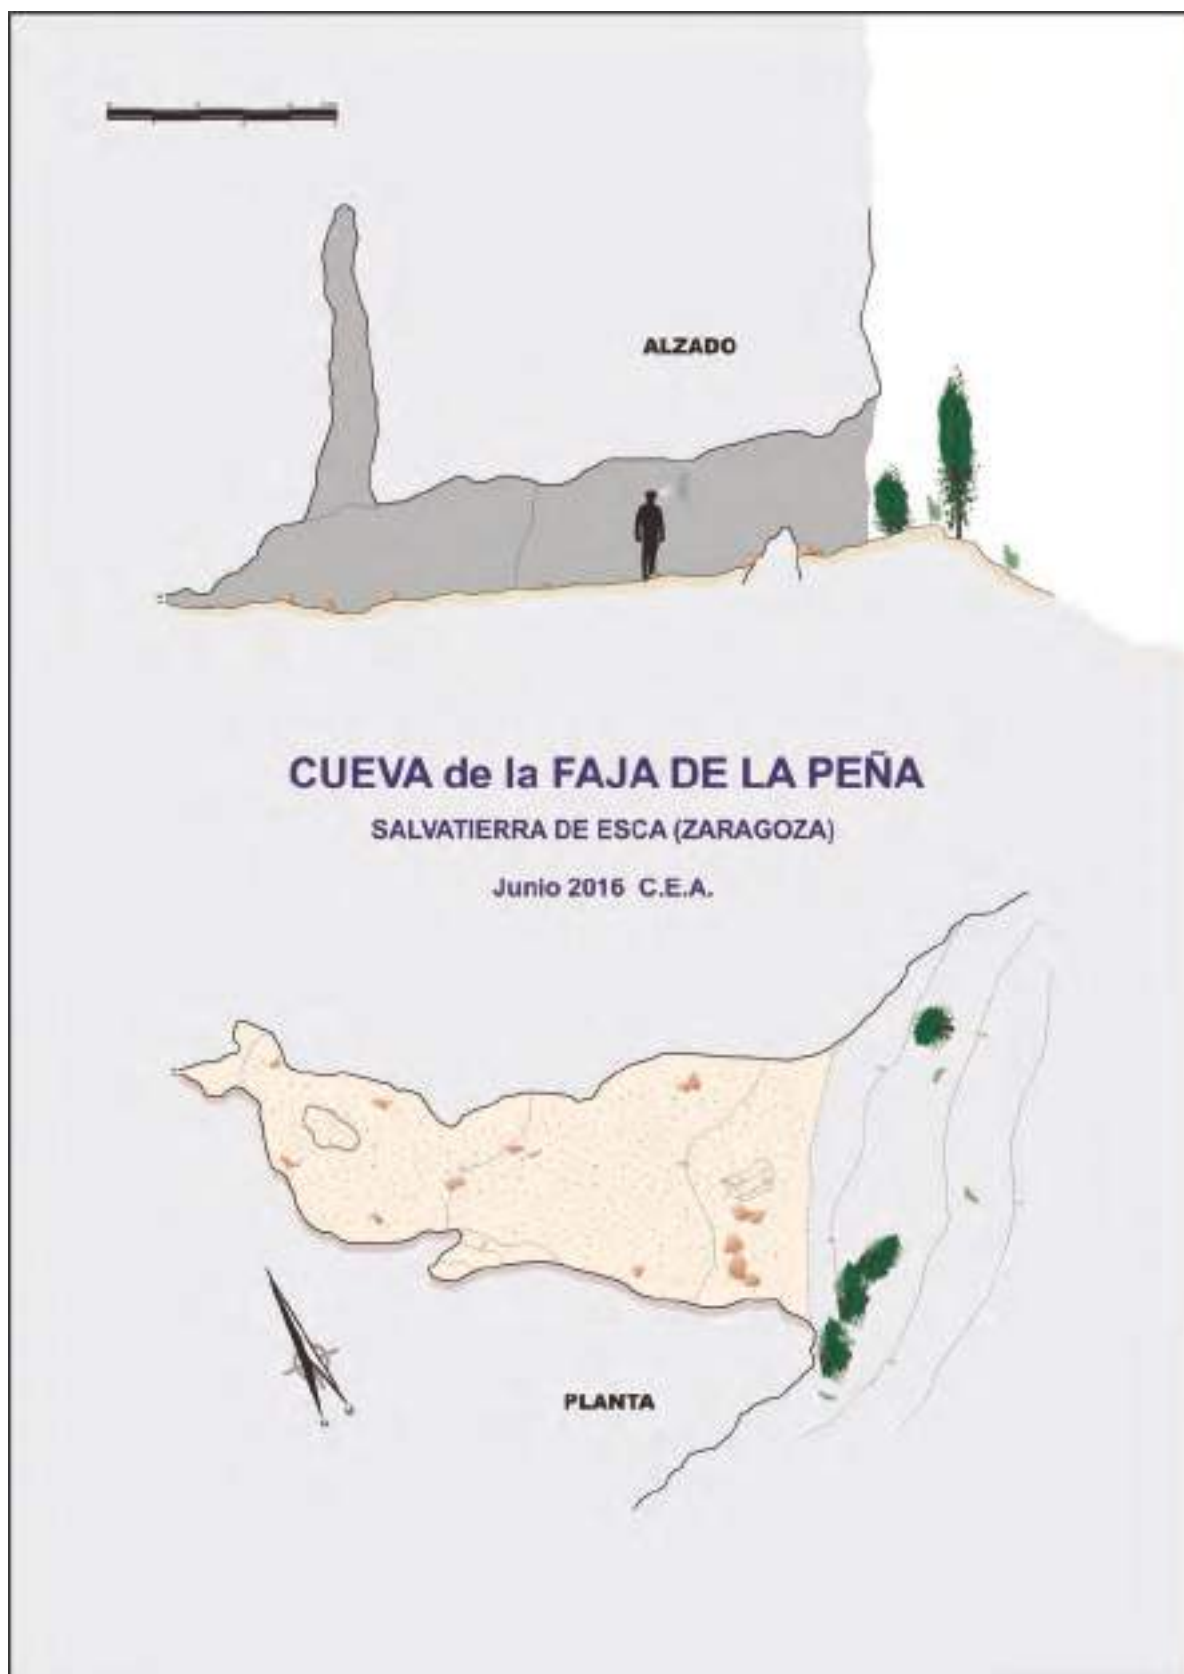 ALZADO
CUEVA de la FAJA DE LA PEÑA
SALVATIERRA DE ESCA (ZARAGOZA)
Junio 2016 C.E.A.
PLANTA